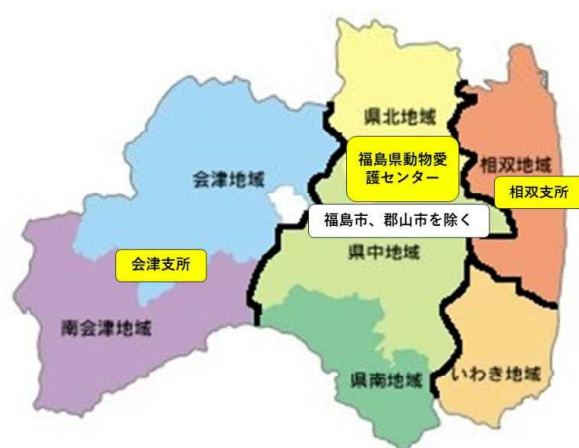 県北地域
福島県動物愛
護センター
相双地域
会津地域
相双支所
福島市、郡山市を除く
県中地域
会津支所
南会津地域
県南地域
いわき地域